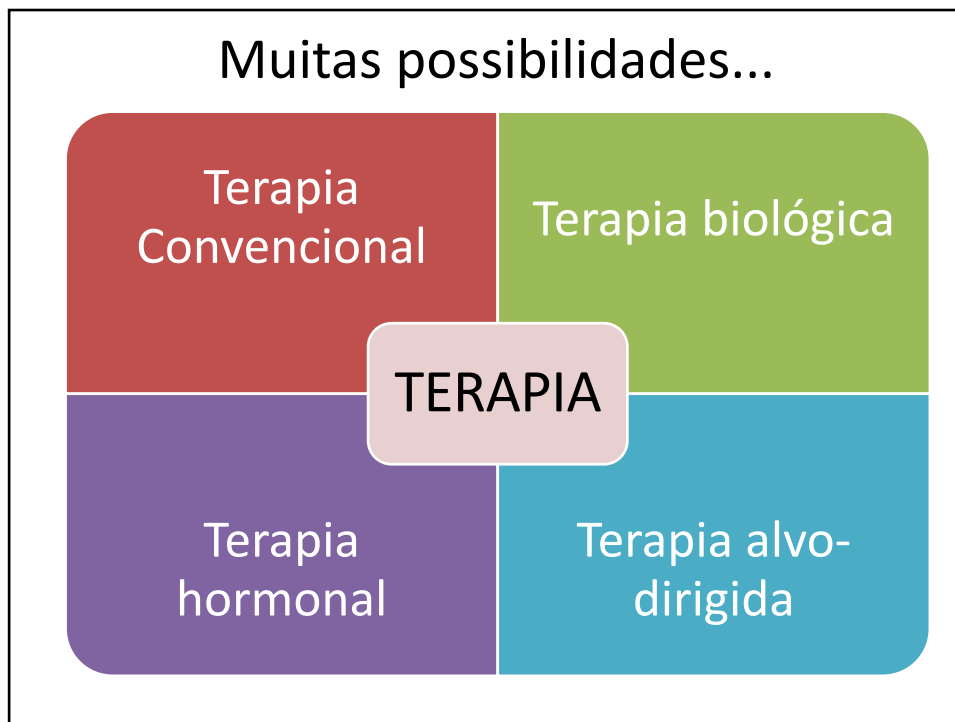 Muitas possibilidades...
Terapia
Convencional
Terapia biológica
TERAPIA
Terapia
hormonal
Terapia alvo-
dirigida